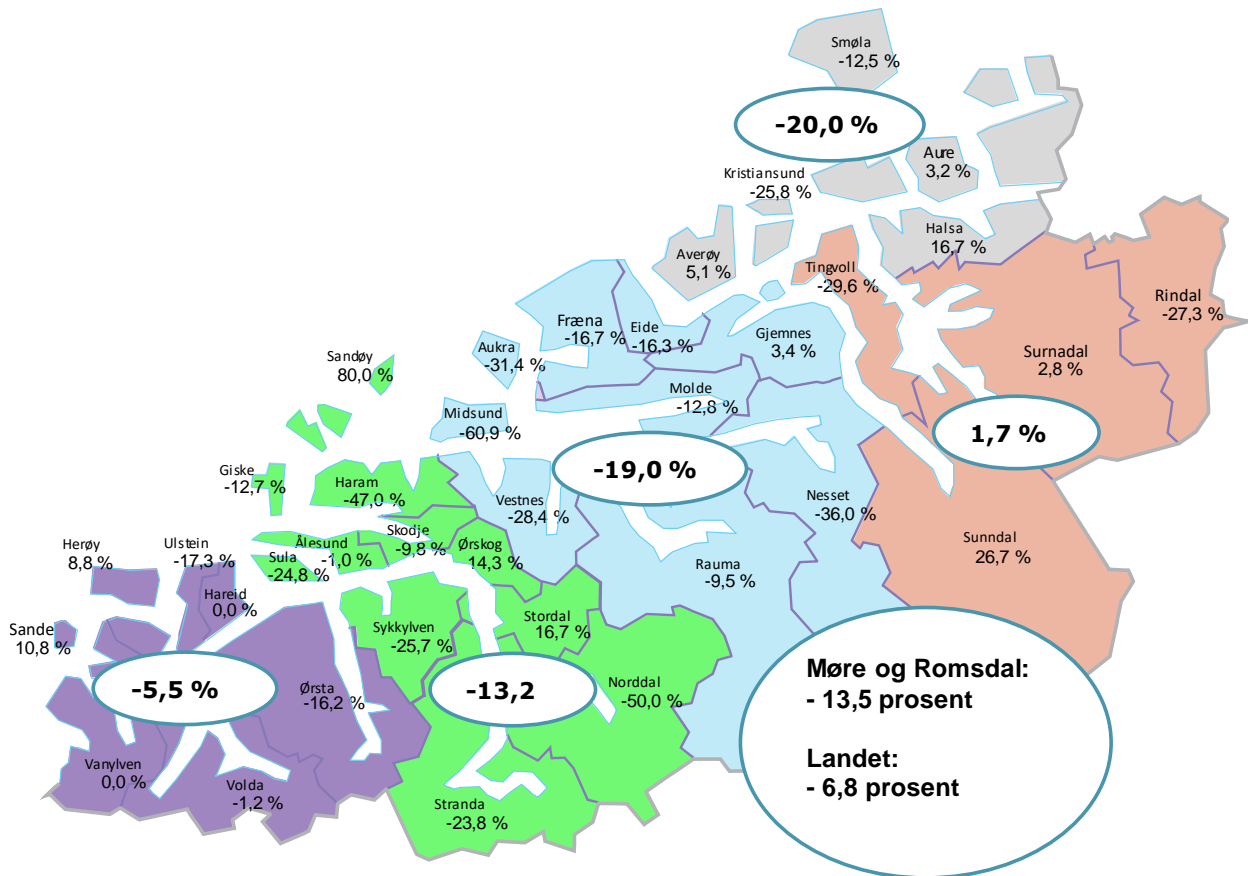 Smøla
-12,5 %
-20,0 %
Aure
3,2 %
Kristiansund
-25,8 %
Halsa
16,7 %
Averøy
5,1 %
Tingvoll
-29,6 %
Rindal
-27,3 %
Surnadal
2,8 %
1,7 %
Sunndal
26,7 %
Fræna
-16,7 %
Eide
-16,3 %
Gjemnes
3,4 %
Aukra
-31,4 %
Molde
-12,8 %
Midsund
-60,9 %
-19,0 %
Vestnes
-28,4 %
Nesset
-36,0 %
Rauma
-9,5 %
Sandøy
80,0 %
Giske
-12,7 %
Haram
-47,0 %
Skodje
-9,8 %
Ørskog
14,3 %
Ålesund
-1,0 %
Sula
-24,8 %
Stordal
16,7 %
Sykkylven
-25,7 %
Norddal
-50,0 %
-13,2
Stranda
-23,8 %
Herøy
8,8 %
Ulstein
-17,3 %
Hareid
0,0 %
Sande
10,8 %
-5,5 %
Ørsta
-16,2 %
Vanylven
0,0 %
Volda
-1,2 %
Møre og Romsdal:
- 13,5 prosent
Landet:
- 6,8 prosent